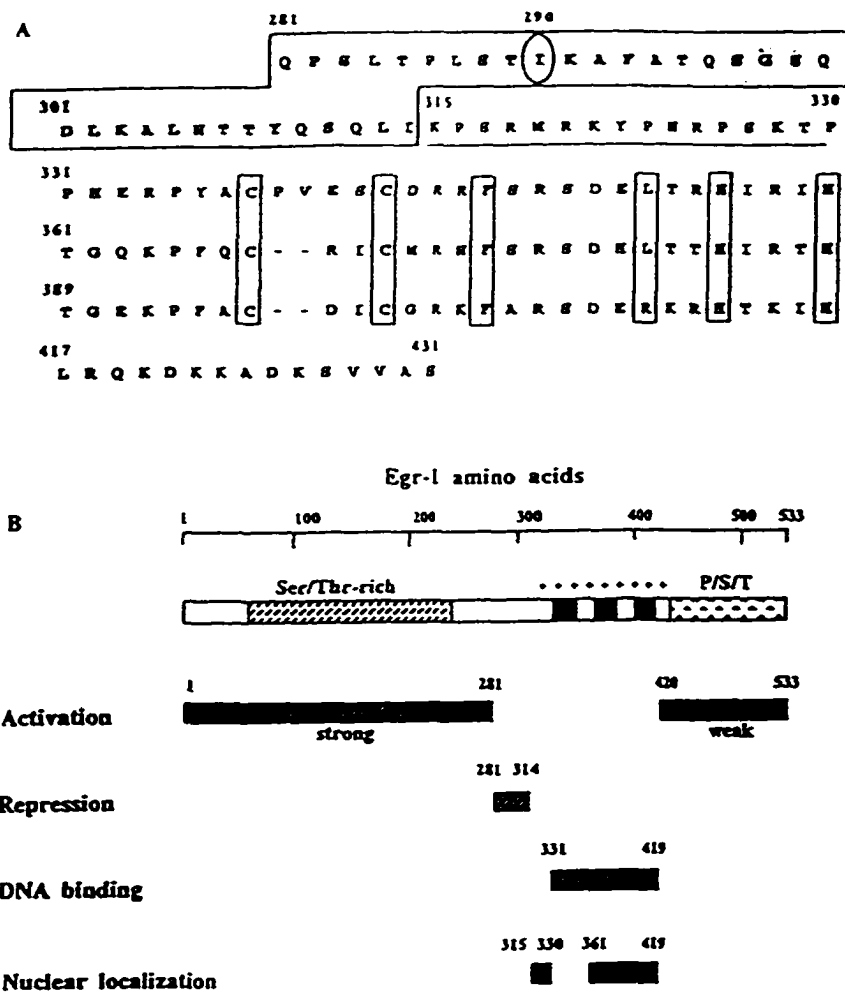 A
281 290
Q P S L T P L S T I K A F A T Q S G S Q
301 315 330
D L K A L N T T Y Q S Q L I K P S R M R K Y P N R P S K T P
331
P H E R P Y A C P V E S C D R R F S R S D E L T R H I R I H
361
T G Q K P F Q C - - R I C M R N F S R S D H L T T H I R T H
389
T G E K P F A C - - D I C G R K F A R S D E R K R H T K I H
417 431
L R Q K D K K A D K S V V A S
Egr-1 amino acids
B
1 100 200 300 400 500 533
Ser/Thr-rich P/S/T
1 281 420 533
Activation
strong weak
281 314
Repression
331 419
DNA binding
315 330 361 419
Nuclear localization